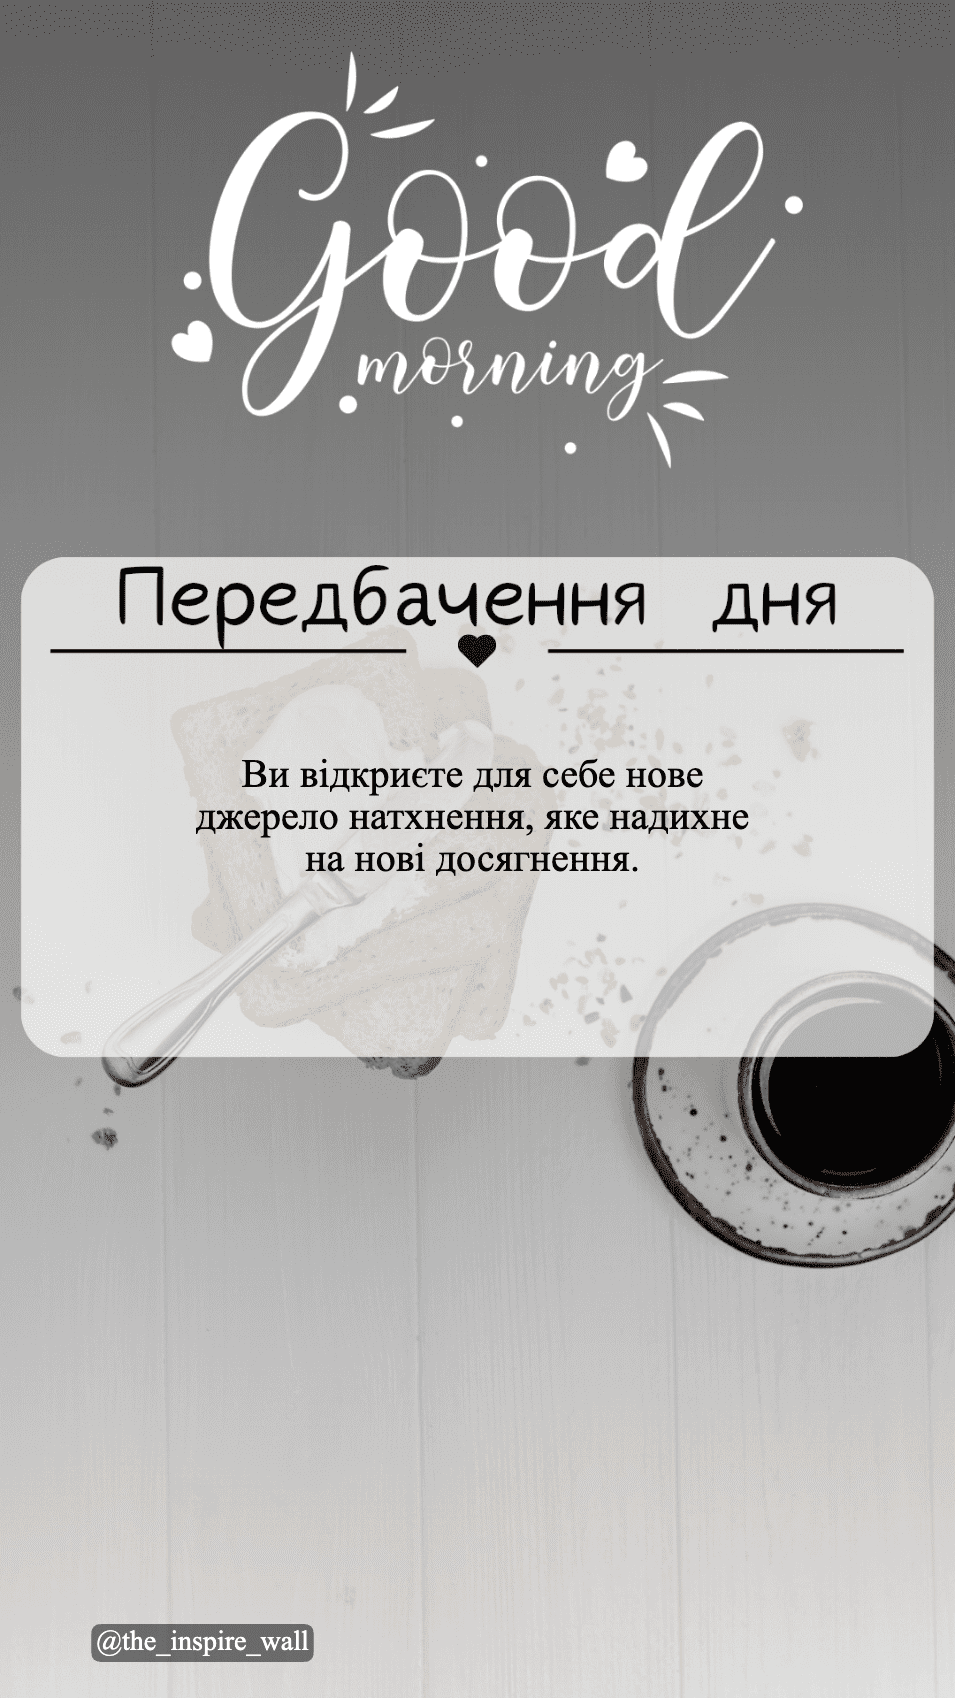 Good
morning
Передбачення дня
Ви відкриєте для себе нове
джерело натхнення, яке надихне
на нові досягнення.
@the_inspire_wall